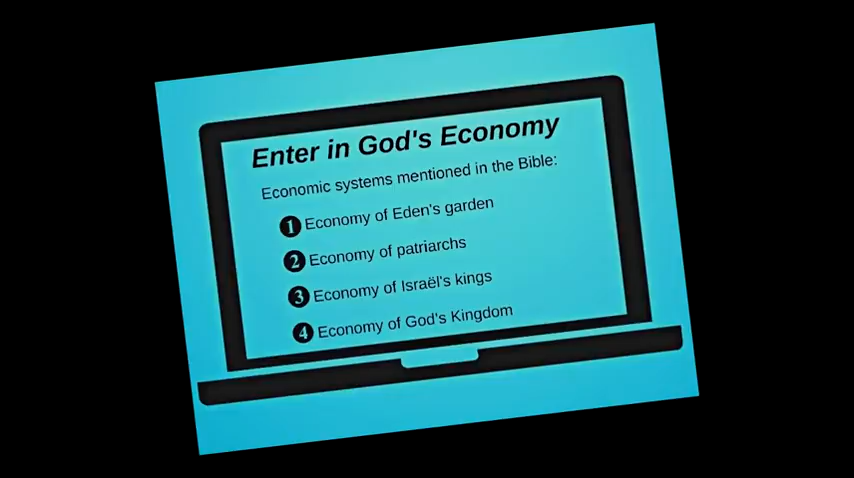 Enter in God's Economy
Economic systems mentioned in the Bible:
1 Economy of Eden's garden
2 Economy of patriarchs
3 Economy of Israël's kings
4 Economy of God's Kingdom